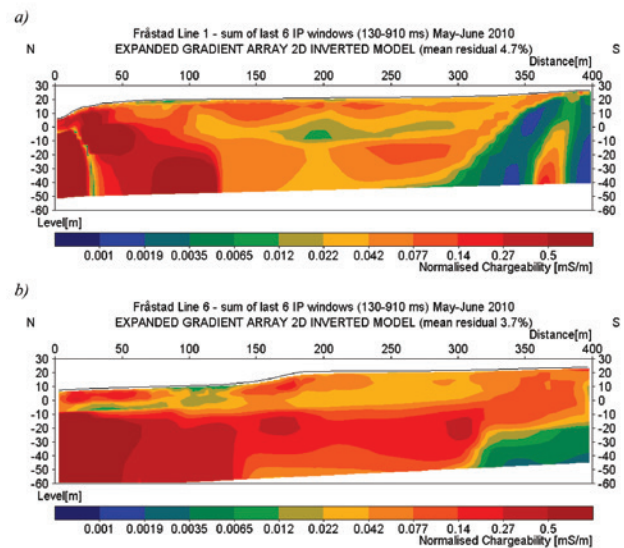 a)
Fråstad Line 1 - sum of last 6 IP windows (130-910 ms) May-June 2010
N EXPANDED GRADIENT ARRAY 2D INVERTED MODEL (mean residual 4.7%) S
Distance[m]
0 50 100 150 200 250 300 350 400
30 30
20 20
10 10
0 0
-10 -10
-20 -20
-30 -30
-40 -40
-50 -50
-60 -60
Level[m]
0.001 0.0019 0.0035 0.0065 0.012 0.022 0.042 0.077 0.14 0.27 0.5
Normalised Chargeability [mS/m]
b)
Fråstad Line 6 - sum of last 6 IP windows (130-910 ms) May-June 2010
N EXPANDED GRADIENT ARRAY 2D INVERTED MODEL (mean residual 3.7%) S
Distance[m]
0 50 100 150 200 250 300 350 400
30 30
20 20
10 10
0 0
-10 -10
-20 -20
-30 -30
-40 -40
-50 -50
-60 -60
Level[m]
0.001 0.0019 0.0035 0.0065 0.012 0.022 0.042 0.077 0.14 0.27 0.5
Normalised Chargeability [mS/m]